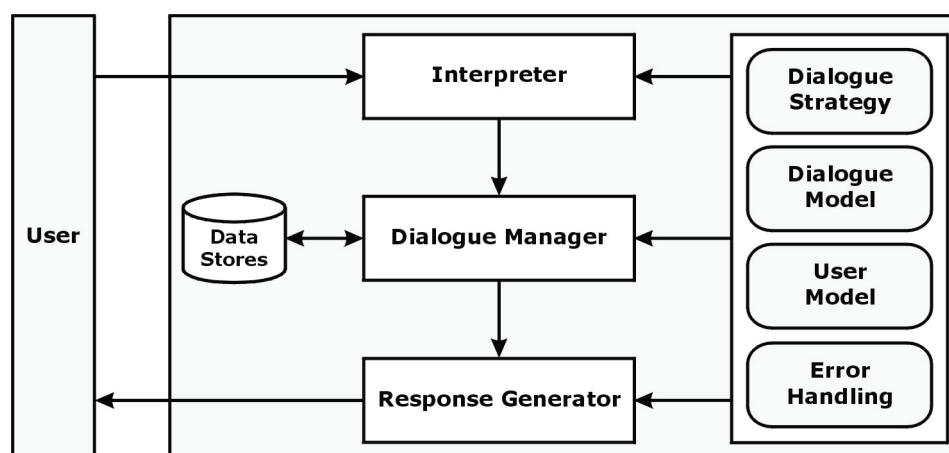 User
Interpreter
Data
Stores
Dialogue Manager
Response Generator
Dialogue
Strategy
Dialogue
Model
User
Model
Error
Handling